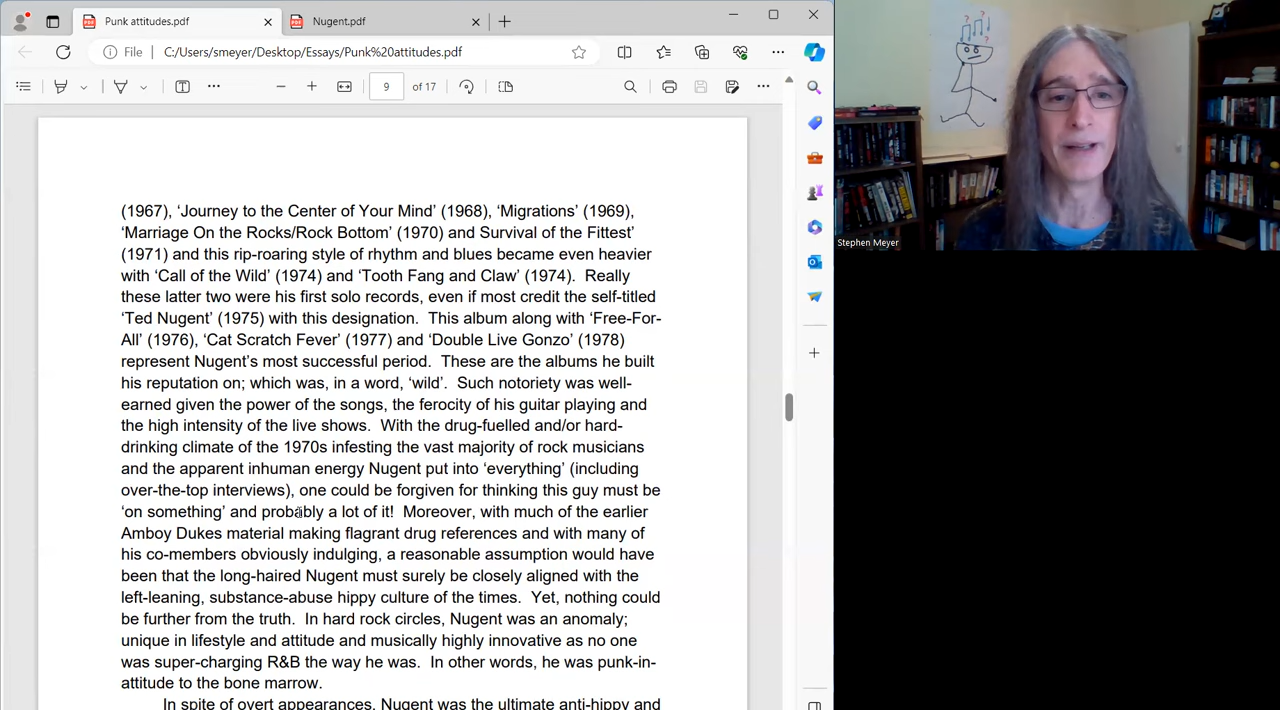 Punk attitudes.pdf
Nugent.pdf
File
C:/Users/smeyer/Desktop/Essays/Punk%20attitudes.pdf
9 of 17
(1967), ‘Journey to the Center of Your Mind’ (1968), ‘Migrations’ (1969),
‘Marriage On the Rocks/Rock Bottom’ (1970) and Survival of the Fittest’
(1971) and this rip-roaring style of rhythm and blues became even heavier
with ‘Call of the Wild’ (1974) and ‘Tooth Fang and Claw’ (1974).  Really
these latter two were his first solo records, even if most credit the self-titled
‘Ted Nugent’ (1975) with this designation.  This album along with ‘Free-For-
All’ (1976), ‘Cat Scratch Fever’ (1977) and ‘Double Live Gonzo’ (1978)
represent Nugent’s most successful period.  These are the albums he built
his reputation on; which was, in a word, ‘wild’.  Such notoriety was well-
earned given the power of the songs, the ferocity of his guitar playing and
the high intensity of the live shows.  With the drug-fuelled and/or hard-
drinking climate of the 1970s infesting the vast majority of rock musicians
and the apparent inhuman energy Nugent put into ‘everything’ (including
over-the-top interviews), one could be forgiven for thinking this guy must be
‘on something’ and probably a lot of it!  Moreover, with much of the earlier
Amboy Dukes material making flagrant drug references and with many of
his co-members obviously indulging, a reasonable assumption would have
been that the long-haired Nugent must surely be closely aligned with the
left-leaning, substance-abuse hippy culture of the times.  Yet, nothing could
be further from the truth.  In hard rock circles, Nugent was an anomaly;
unique in lifestyle and attitude and musically highly innovative as no one
was super-charging R&B the way he was.  In other words, he was punk-in-
attitude to the bone marrow.
In spite of overt appearances, Nugent was the ultimate anti-hippy and
Stephen Meyer